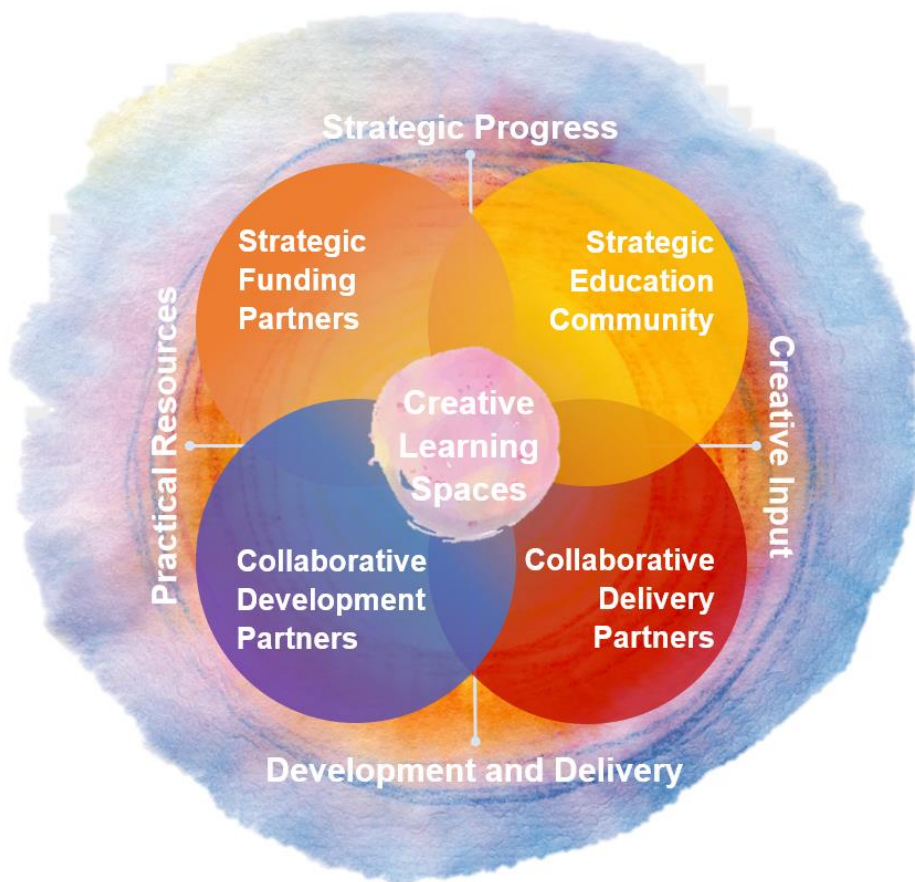 Strategic Progress
Strategic
Funding
Partners
Strategic
Education
Community
Practical Resources
Creative
Learning
Spaces
Creative Input
Collaborative
Development
Partners
Collaborative
Delivery
Partners
Development and Delivery